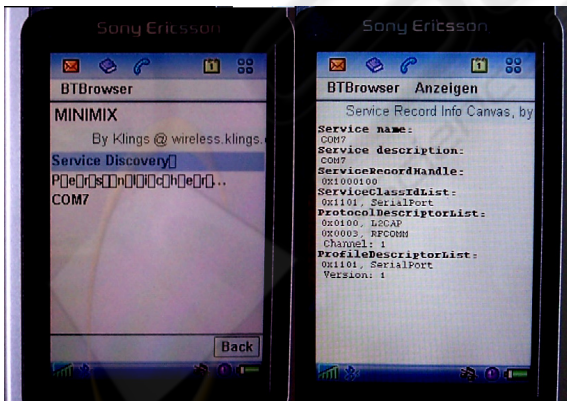 Sony Ericsson
BTBrowser
MINIMIX
By Klings @ wireless.klings.
Service Discovery▯
P▯e▯r▯s▯▯n▯l▯i▯c▯h▯e▯r▯...
COM7
Back
Sony Ericsson
1
BTBrowser Anzeigen
Service Record Info Canvas, by
Service name:
COM7
Service description:
COM7
ServiceRecordHandle:
0X1000100
ServiceClassIdList:
0x1101, SerialPort
ProtocolDescriptorList:
0X0100, L2CAP
0X0003, RFCOMM
Channel: 1
ProfileDescriptorList:
0x1101, SerialPort
Version: 1